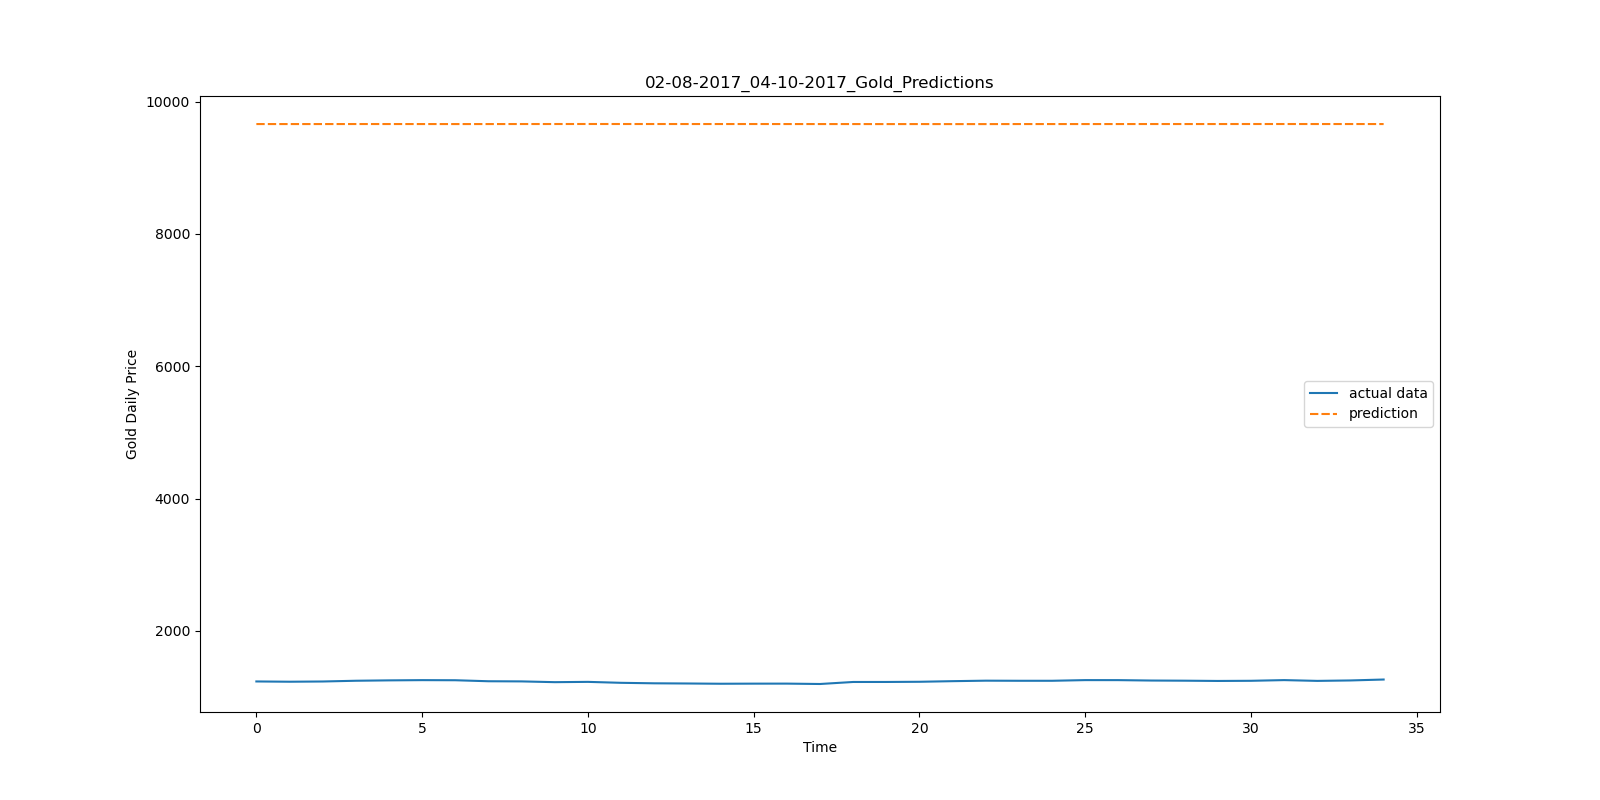 02-08-2017_04-10-2017_Gold_Predictions
10000
8000
6000
4000
2000
Gold Daily Price
actual data
prediction
0 5 10 15 20 25 30 35
Time